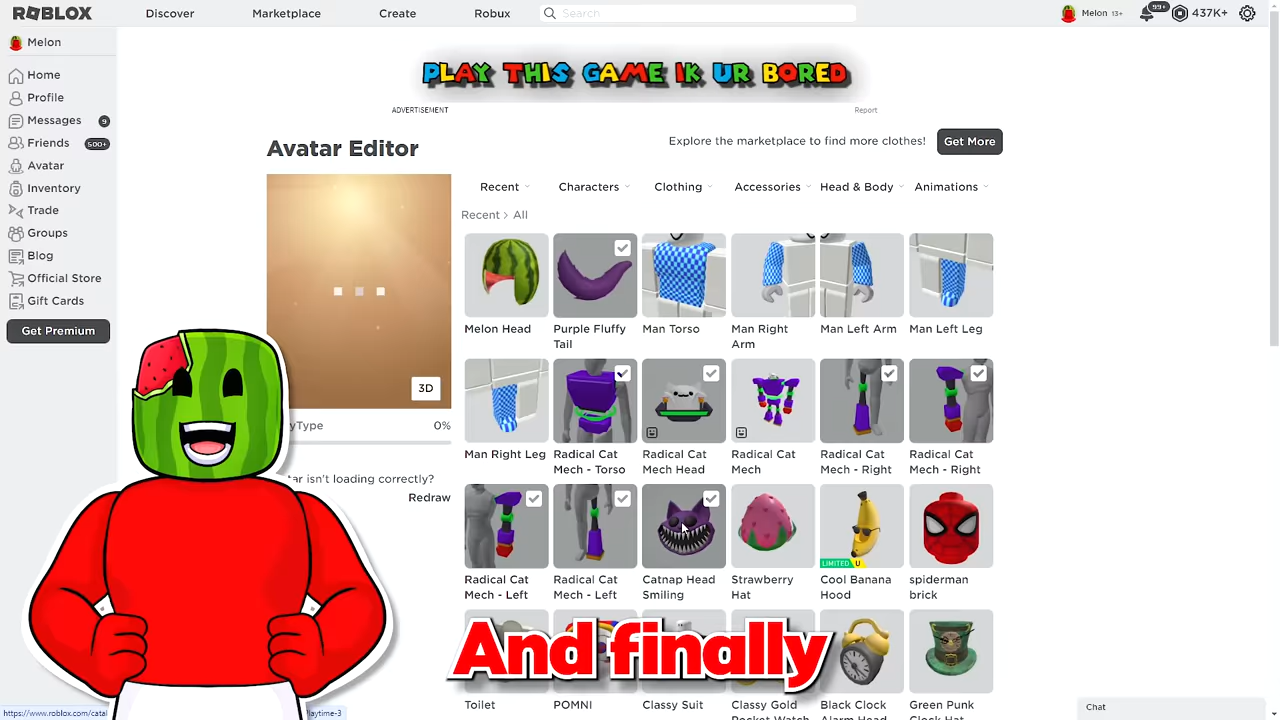 ROBLOX
Discover
Marketplace
Create
Robux
Search
Melon 13+
99+
437K+
Melon
Home
Profile
Messages 9
Friends 500+
Avatar
Inventory
Trade
Groups
Blog
Official Store
Gift Cards
Get Premium
PLAY THIS GAME IK UR BORED
ADVERTISEMENT
Report
Avatar Editor
Explore the marketplace to find more clothes!
Get More
3D
yType 0%
tar isn't loading correctly?
Redraw
Recent
Characters
Clothing
Accessories
Head & Body
Animations
Recent > All
Melon Head
Purple Fluffy
Tail
Man Torso
Man Right
Arm
Man Left Arm
Man Left Leg
Man Right Leg
Radical Cat
Mech - Torso
Radical Cat
Mech Head
Radical Cat
Mech
Radical Cat
Mech - Right
Radical Cat
Mech - Right
Radical Cat
Mech - Left
Radical Cat
Mech - Left
Catnap Head
Smiling
Strawberry
Hat
LIMITED U
Cool Banana
Hood
spiderman
brick
And finally
Toilet
POMNI
Classy Suit
Classy Gold
Rocket Watch
Black Clock
Alarm Head
Green Punk
Clock Hat
https://www.roblox.com/catal
laytime-3
Chat